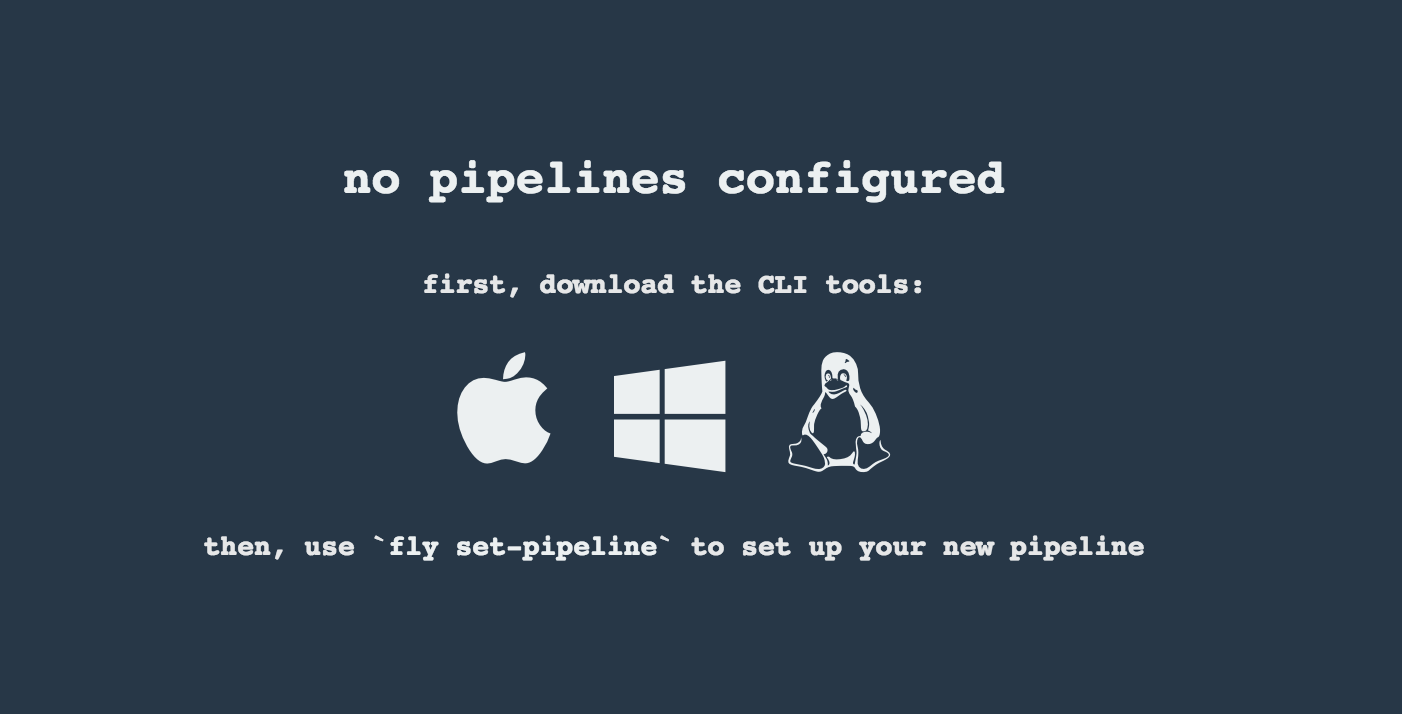 no pipelines configured
first, download the CLI tools:
then, use `fly set-pipeline` to set up your new pipeline